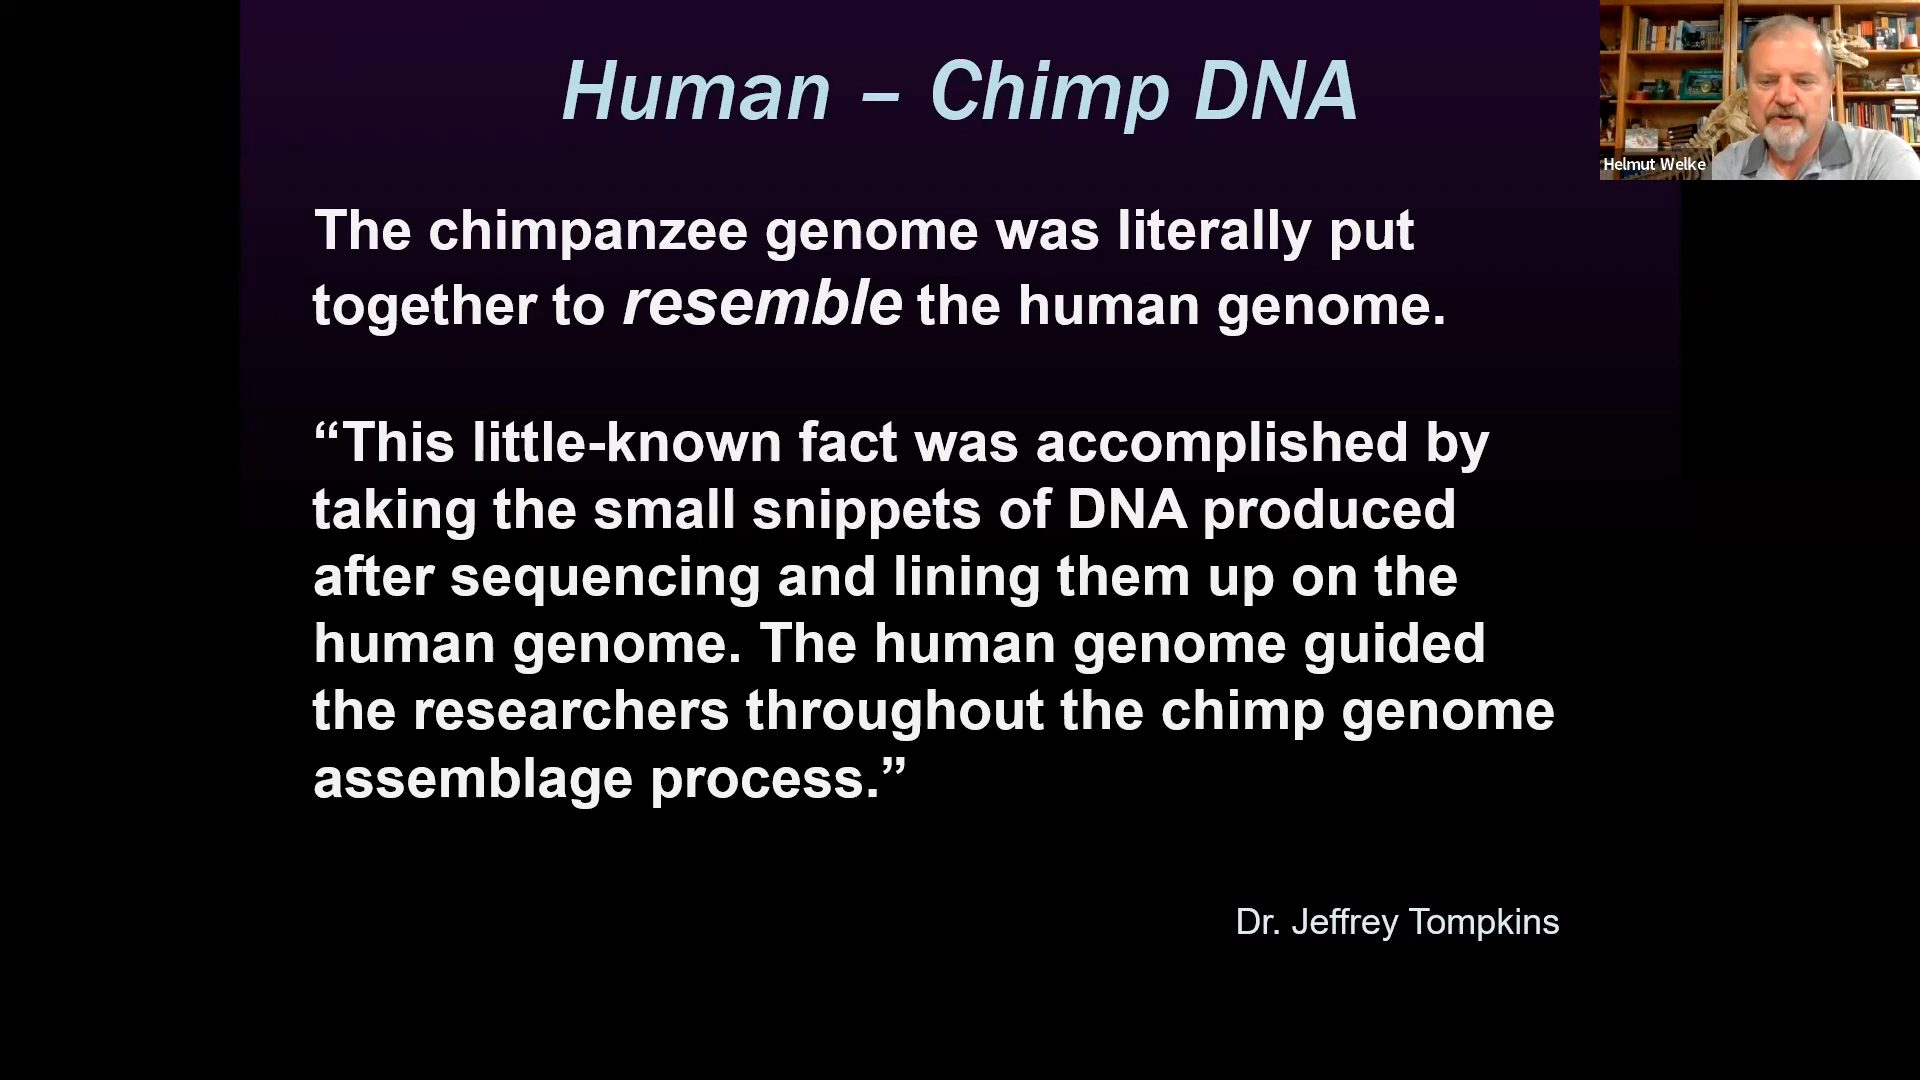 Human – Chimp DNA
Helmut Welke
The chimpanzee genome was literally put
together to resemble the human genome.
“This little-known fact was accomplished by
taking the small snippets of DNA produced
after sequencing and lining them up on the
human genome. The human genome guided
the researchers throughout the chimp genome
assemblage process.”
Dr. Jeffrey Tompkins